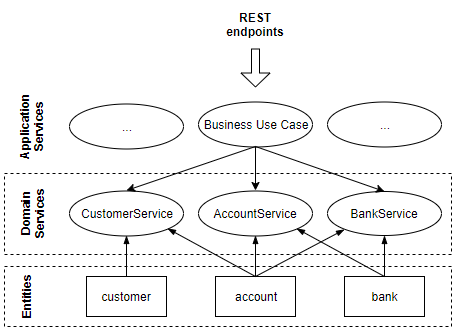 REST
endpoints
Application
Services
...
Business Use Case
...
Domain
Services
CustomerService
AccountService
BankService
Entities
customer
account
bank